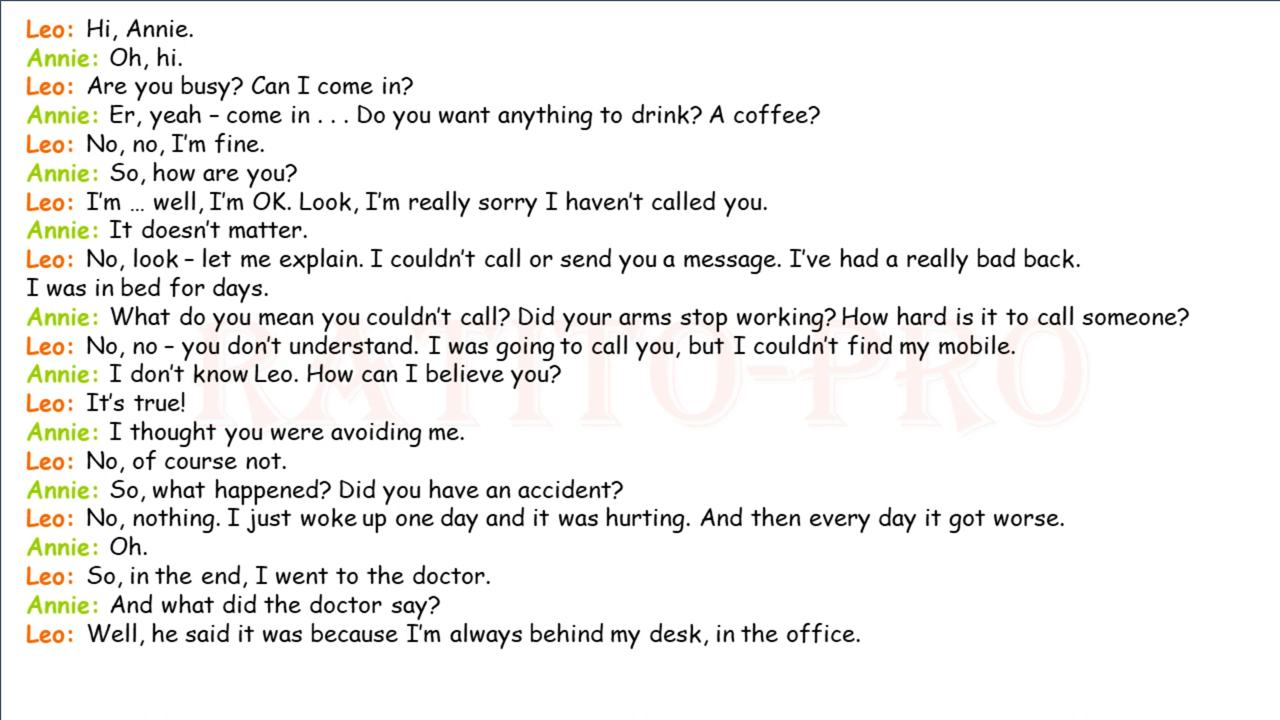 Leo: Hi, Annie.
Annie: Oh, hi.
Leo: Are you busy? Can I come in?
Annie: Er, yeah – come in . . . Do you want anything to drink? A coffee?
Leo: No, no, I'm fine.
Annie: So, how are you?
Leo: I'm … well, I'm OK. Look, I'm really sorry I haven't called you.
Annie: It doesn't matter.
Leo: No, look – let me explain. I couldn't call or send you a message. I've had a really bad back.
I was in bed for days.
Annie: What do you mean you couldn't call? Did your arms stop working? How hard is it to call someone?
Leo: No, no – you don't understand. I was going to call you, but I couldn't find my mobile.
Annie: I don't know Leo. How can I believe you?
Leo: It's true!
Annie: I thought you were avoiding me.
Leo: No, of course not.
Annie: So, what happened? Did you have an accident?
Leo: No, nothing. I just woke up one day and it was hurting. And then every day it got worse.
Annie: Oh.
Leo: So, in the end, I went to the doctor.
Annie: And what did the doctor say?
Leo: Well, he said it was because I'm always behind my desk, in the office.
RATITO-PRO